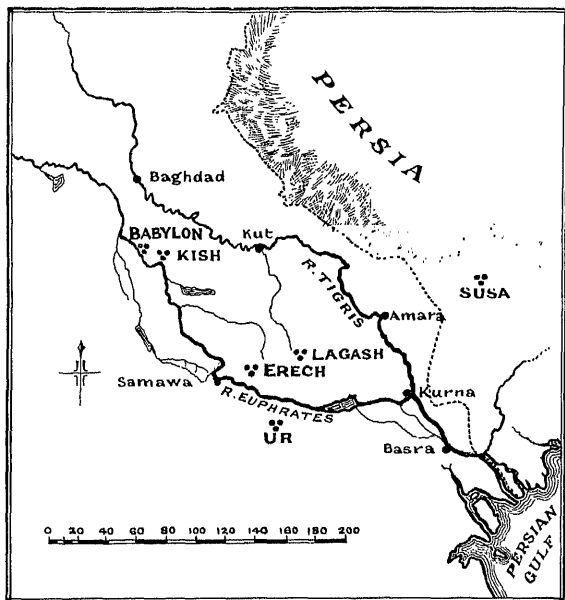 PERSIA
Baghdad
BABYLON
KISH
Kut
R. TIGRIS
SUSA
Amara
LAGASH
ERECH
Samawa
R. EUPHRATES
Kurna
UR
Basra
PERSIAN
GULF
0 20 40 60 80 100 120 140 160 180 200